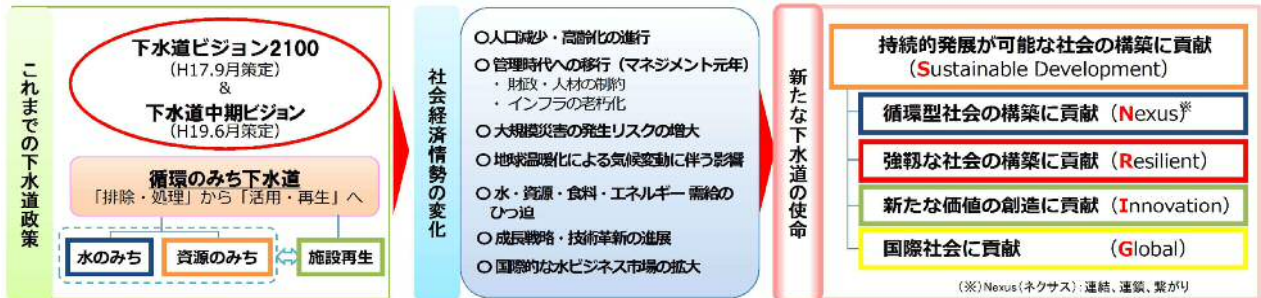 これまでの下水道政策
下水道ビジョン2100
(H17.9月策定)
&
下水道中期ビジョン
(H19.6月策定)
循環のみち下水道
「排除・処理」から「活用・再生」へ
水のみち
資源のみち
施設再生
社会経済情勢の変化
○人口減少・高齢化の進行
○管理時代への移行（マネジメント元年）
・財政・人材の制約
・インフラの老朽化
○大規模災害の発生リスクの増大
○地球温暖化による気候変動に伴う影響
○水・資源・食料・エネルギー需給の
ひっ迫
○成長戦略・技術革新の進展
○国際的な水ビジネス市場の拡大
新たな下水道の使命
持続的発展が可能な社会の構築に貢献
(Sustainable Development)
循環型社会の構築に貢献 (Nexus)※
強靱な社会の構築に貢献 (Resilient)
新たな価値の創造に貢献 (Innovation)
国際社会に貢献 (Global)
(※)Nexus(ネクサス):連結、連鎖、繋がり